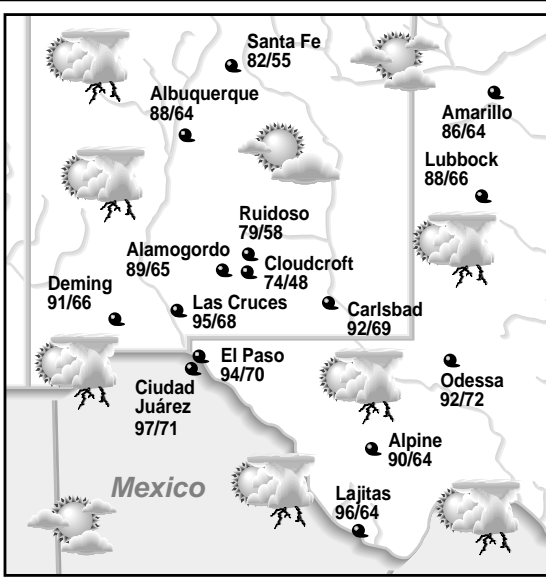 Santa Fe
82/55
Albuquerque
88/64
Amarillo
86/64
Lubbock
88/66
Ruidoso
79/58
Alamogordo
89/65
Cloudcroft
74/48
Deming
91/66
Las Cruces
95/68
Carlsbad
92/69
El Paso
94/70
Ciudad
Juárez
97/71
Odessa
92/72
Alpine
90/64
Mexico
Lajitas
96/64